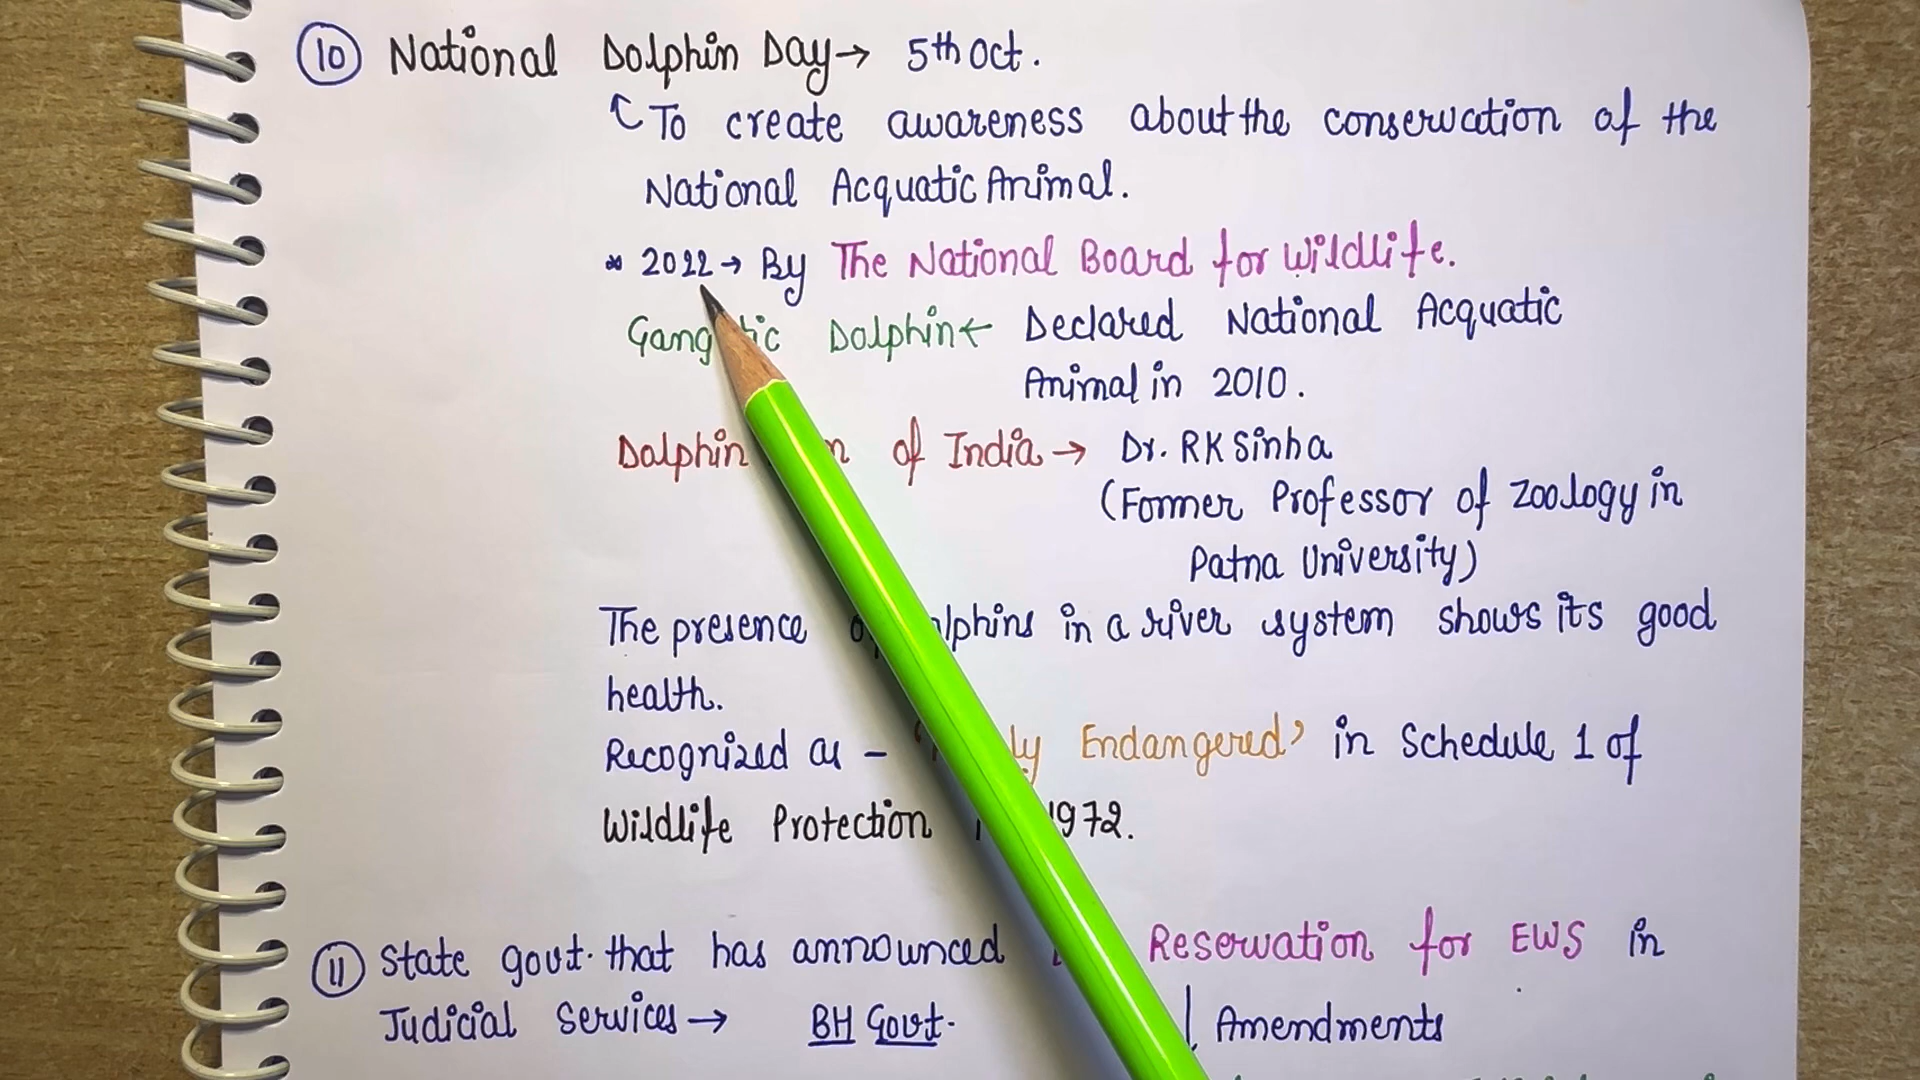 10 National Dolphin Day → 5th Oct.
To create awareness about the conservation of the
National Acquatic Animal.
* 2022 → By The National Board for Wildlife.
Dolphin ← Declared National Acquatic
Animal in 2010.
Dolphin of India → Dr. RK Sinha
(Former Professor of Zoology in
Patna University)
The presence in a river system shows its good
health.
Recognized as - Endangered' in Schedule 1 of
Wildlife Protection 1972.
11 State govt. that has announced Reservation for EWS in
Judicial Services → BH Govt.
Amendments